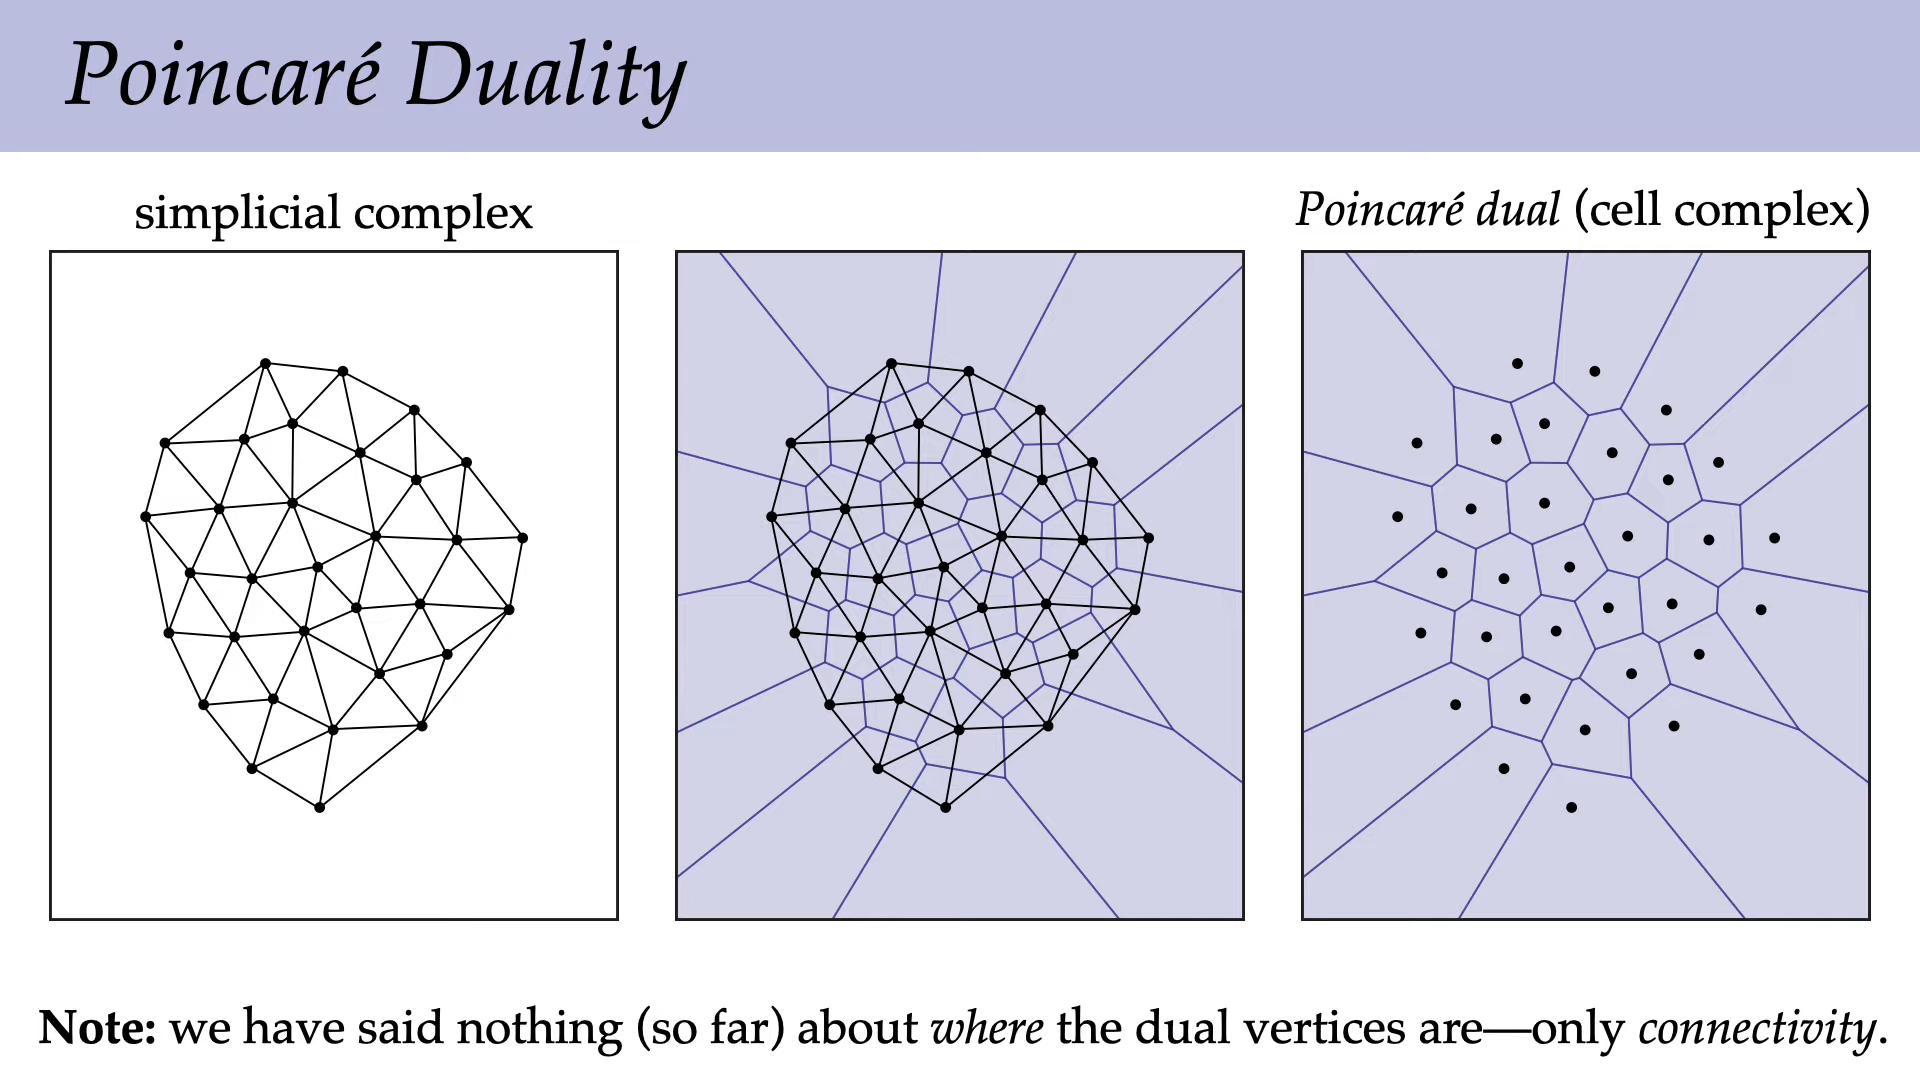 Poincaré Duality
simplicial complex
Poincaré dual (cell complex)
Note: we have said nothing (so far) about where the dual vertices are—only connectivity.